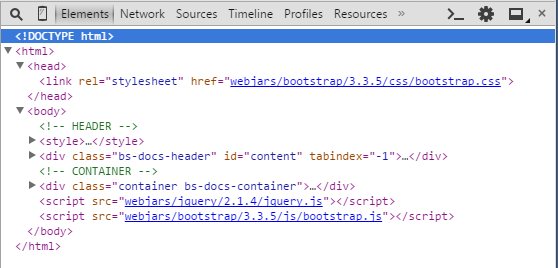 Elements Network Sources Timeline Profiles Resources »
<!DOCTYPE html>
<html>
<head>
<link rel="stylesheet" href="webjars/bootstrap/3.3.5/css/bootstrap.css">
</head>
<body>
<!-- HEADER -->
<style>…</style>
<div class="bs-docs-header" id="content" tabindex="-1">…</div>
<!-- CONTAINER -->
<div class="container bs-docs-container">…</div>
<script src="webjars/jquery/2.1.4/jquery.js"></script>
<script src="webjars/bootstrap/3.3.5/js/bootstrap.js"></script>
</body>
</html>